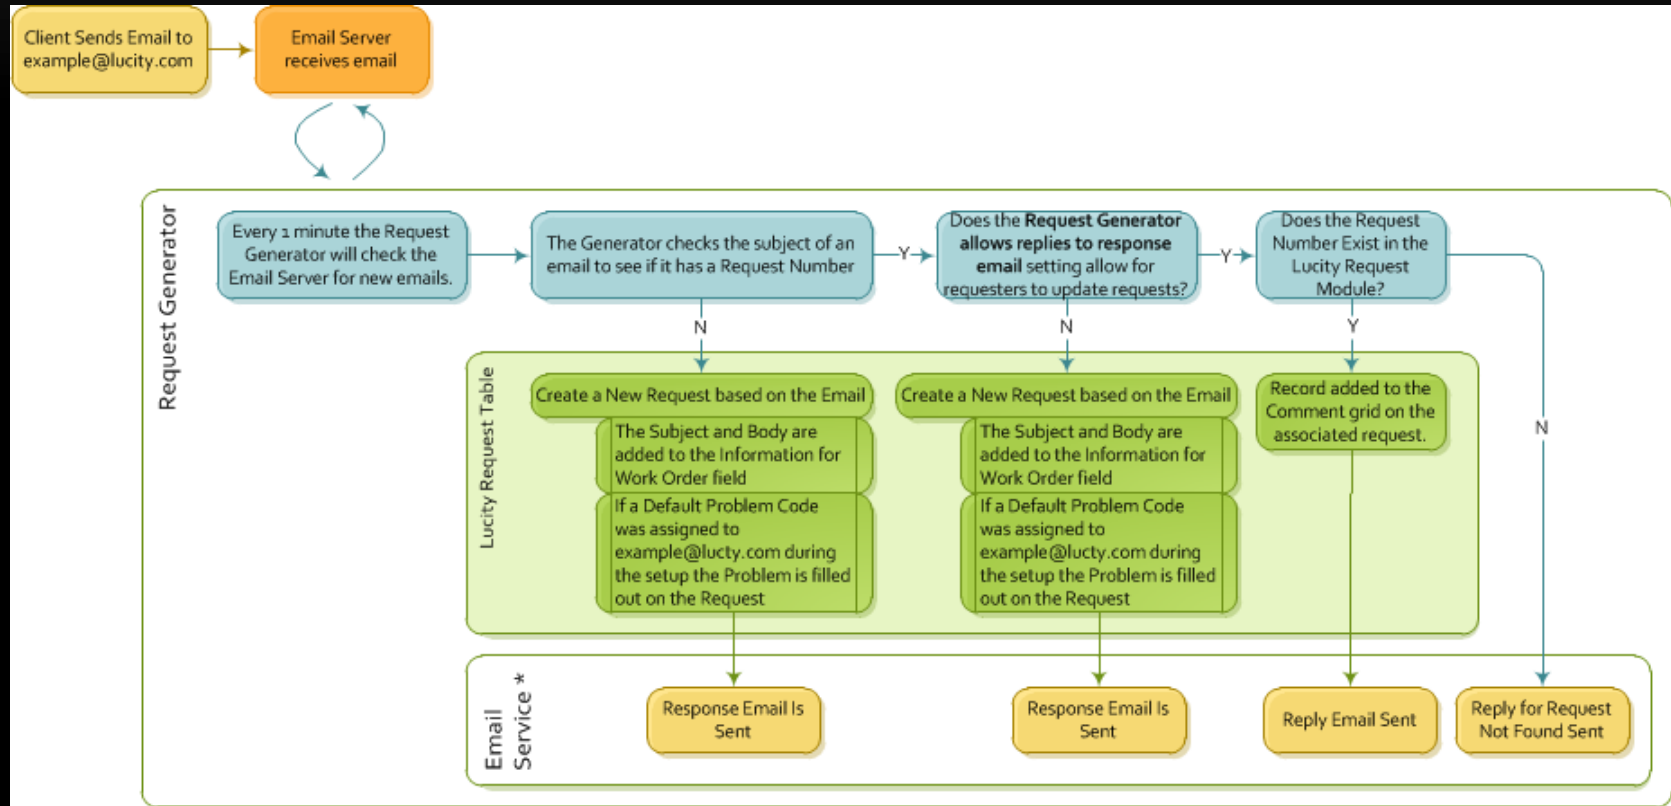 Client Sends Email to
example@lucity.com
Email Server
receives email
Request Generator
Every 1 minute the Request
Generator will check the
Email Server for new emails.
The Generator checks the subject of an
email to see if it has a Request Number
Y
Does the Request Generator
allows replies to response
email setting allow for
requesters to update requests?
Y
Does the Request
Number Exist in the
Lucity Request
Module?
N
N
Y
N
Lucity Request Table
Create a New Request based on the Email
The Subject and Body are
added to the Information for
Work Order field
If a Default Problem Code
was assigned to
example@lucty.com during
the setup the Problem is filled
out on the Request
Create a New Request based on the Email
The Subject and Body are
added to the Information for
Work Order field
If a Default Problem Code
was assigned to
example@lucty.com during
the setup the Problem is filled
out on the Request
Record added to the
Comment grid on the
associated request.
Email
Service *
Response Email Is
Sent
Response Email Is
Sent
Reply Email Sent
Reply for Request
Not Found Sent